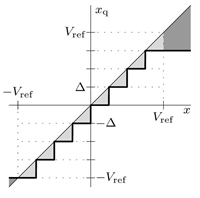 x_q
V_ref
−V_ref
Δ
x
V_ref
−Δ
−V_ref